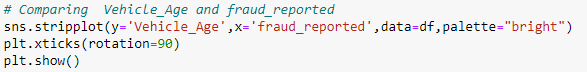 # Comparing  Vehicle_Age and fraud_reported
sns.stripplot(y='Vehicle_Age',x='fraud_reported',data=df,palette="bright")
plt.xticks(rotation=90)
plt.show()